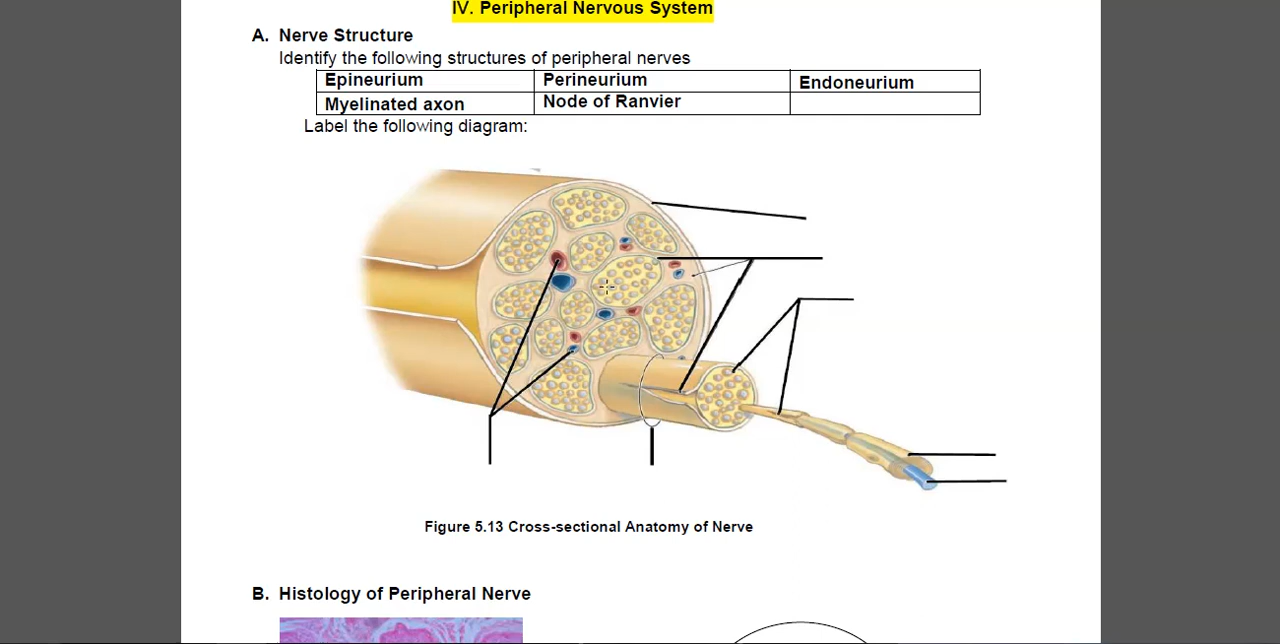 IV. Peripheral Nervous System
A. Nerve Structure
Identify the following structures of peripheral nerves
Epineurium Perineurium Endoneurium
Myelinated axon Node of Ranvier
Label the following diagram:
Figure 5.13 Cross-sectional Anatomy of Nerve
B. Histology of Peripheral Nerve